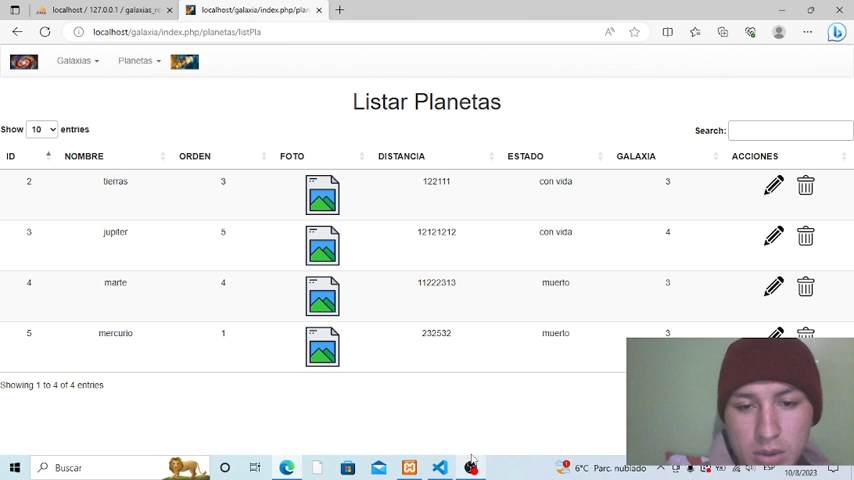 localhost / 127.0.0.1 / galaxias_re
localhost/galaxia/index.php/plan
localhost/galaxia/index.php/planetas/listPla
Galaxias
Planetas
Listar Planetas
Show 10 entries
Search:
ID NOMBRE ORDEN FOTO DISTANCIA ESTADO GALAXIA ACCIONES
2 tierras 3 122111 con vida 3
3 jupiter 5 12121212 con vida 4
4 marte 4 11222313 muerto 3
5 mercurio 1 232532 muerto 3
Showing 1 to 4 of 4 entries
Buscar
6°C Parc. nublado
ESP
10/8/2023